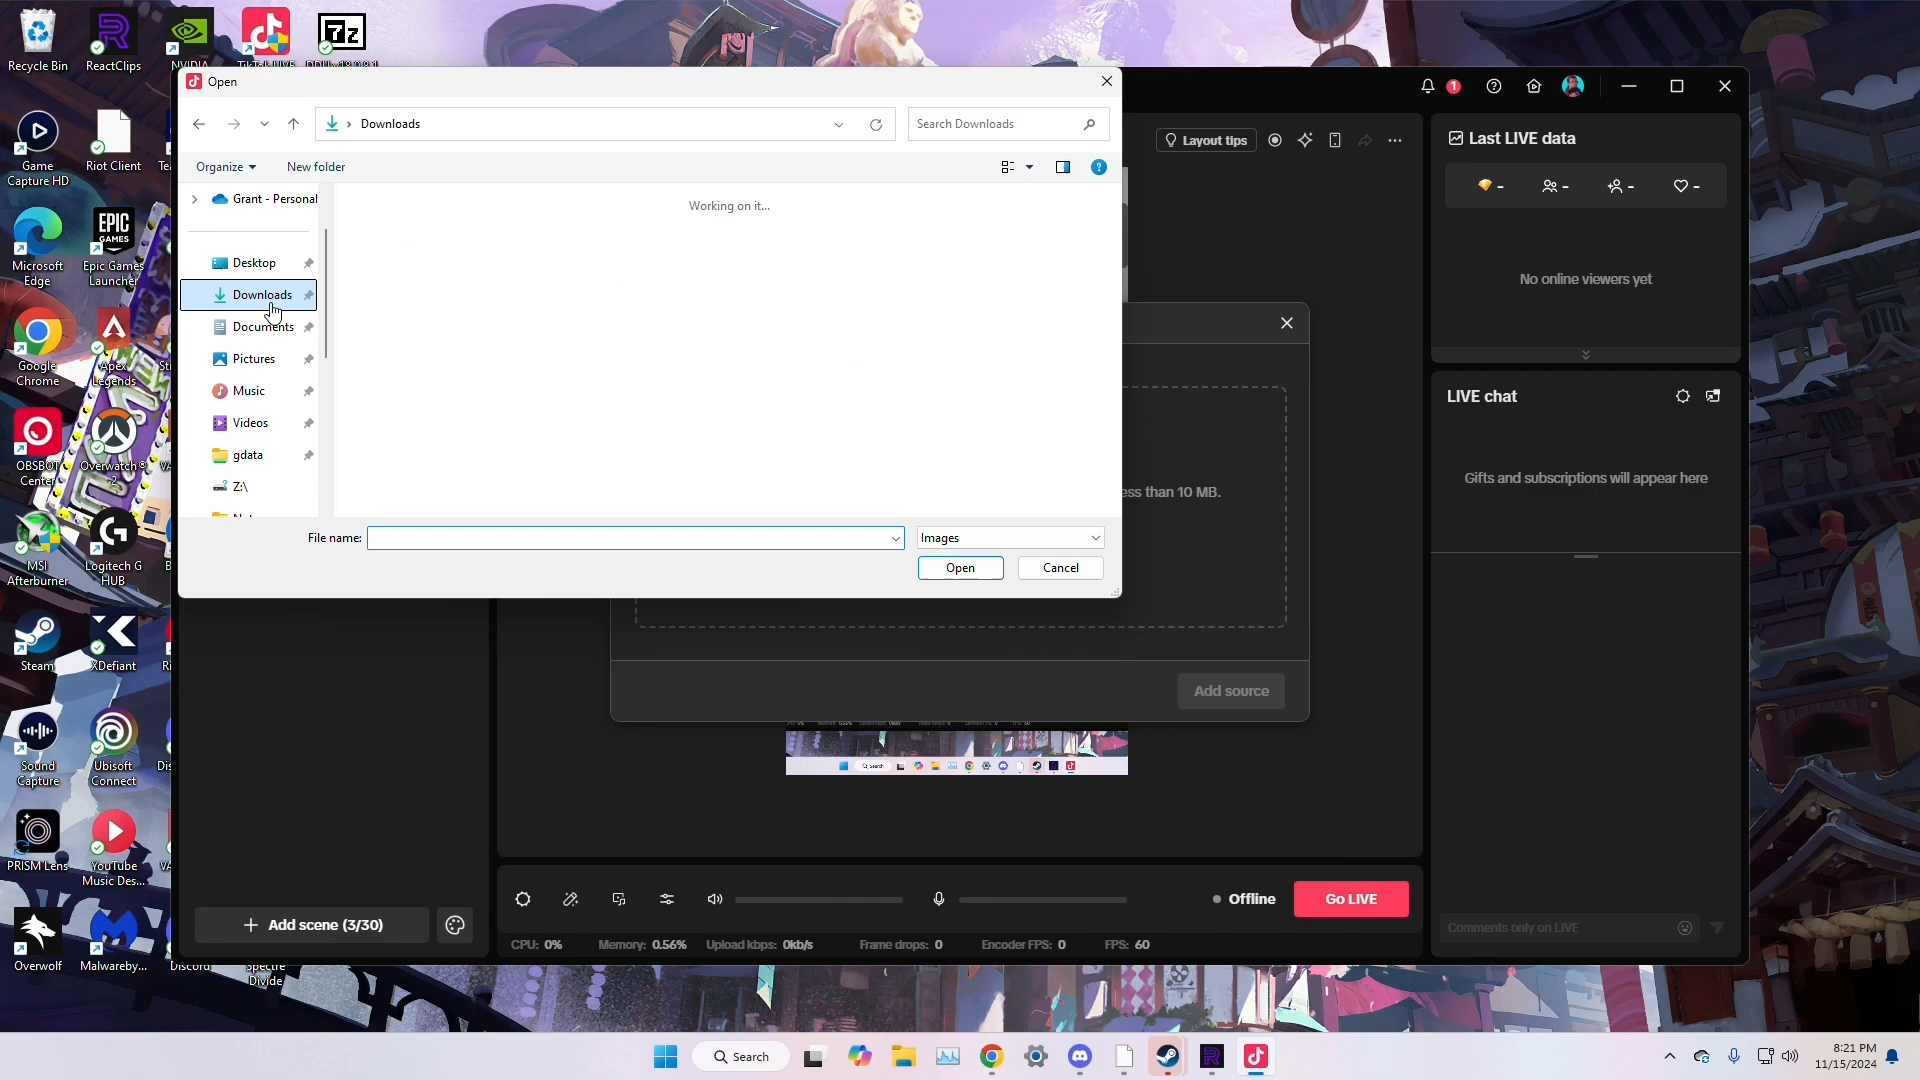 Recycle Bin
ReactClips
NVIDIA
Open
1
Downloads
Search Downloads
Organize
New folder
Layout tips
Last LIVE data
Game
Capture HD
Riot Client
Grant - Personal
Working on it...
Desktop
Downloads
Documents
Pictures
Music
Videos
gdata
Z:\
Microsoft
Edge
Epic Games
Launcher
No online viewers yet
Google
Chrome
Apex
Legends
LIVE chat
Gifts and subscriptions will appear here
OBSBOT
Center
Overwatch®
2
ess than 10 MB.
File name:
Images
Open
Cancel
MSI
Afterburner
Logitech G
HUB
Steam
XDefiant
Add source
Search
Sound
Capture
Ubisoft
Connect
PRISM Lens
YouTube
Music Des...
Add scene (3/30)
Offline
Go LIVE
Comments only on LIVE
CPU: 0%
Memory: 0.56%
Upload kbps: 0kb/s
Frame drops: 0
Encoder FPS: 0
FPS: 60
Overwolf
Malwareby...
Discord
Spectre
Divide
Search
8:21 PM
11/15/2024